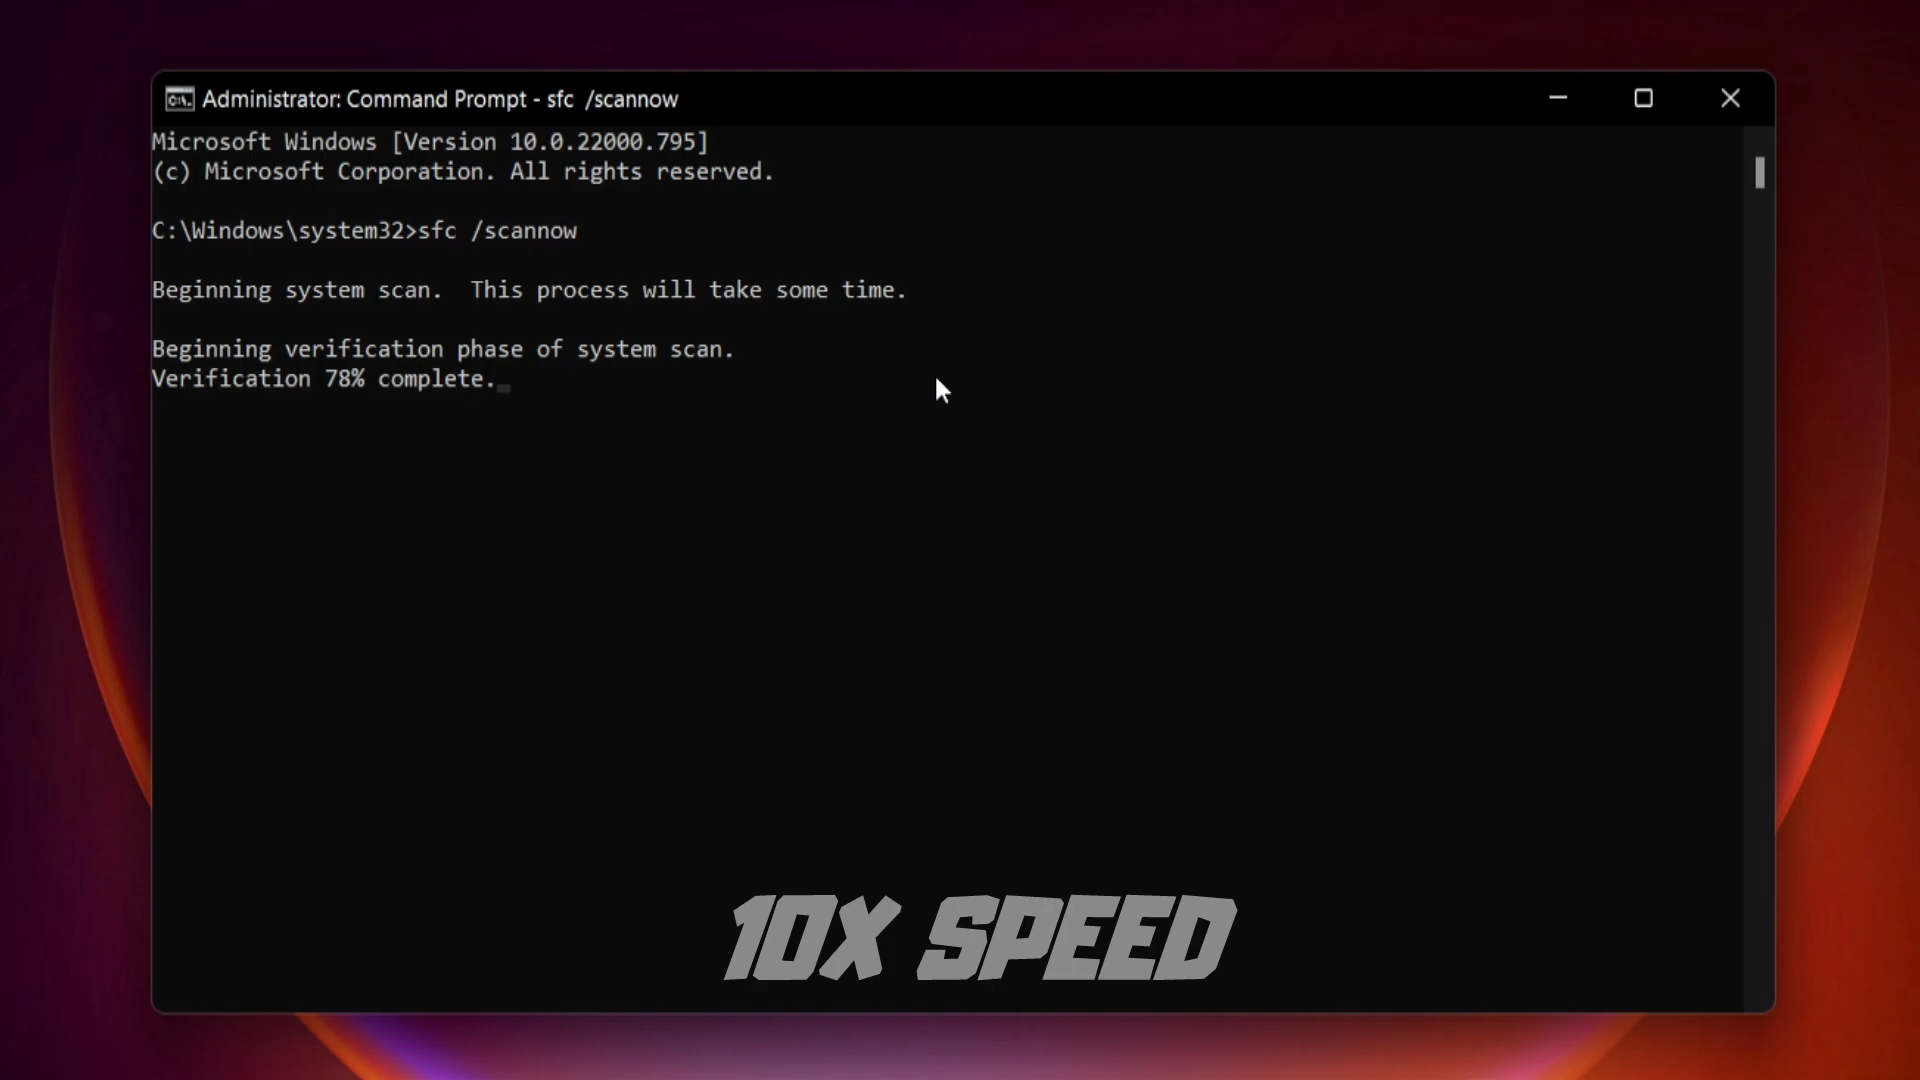 Administrator: Command Prompt - sfc  /scannow
Microsoft Windows [Version 10.0.22000.795]
(c) Microsoft Corporation. All rights reserved.
C:\Windows\system32>sfc /scannow
Beginning system scan.  This process will take some time.
Beginning verification phase of system scan.
Verification 78% complete.
10X SPEED